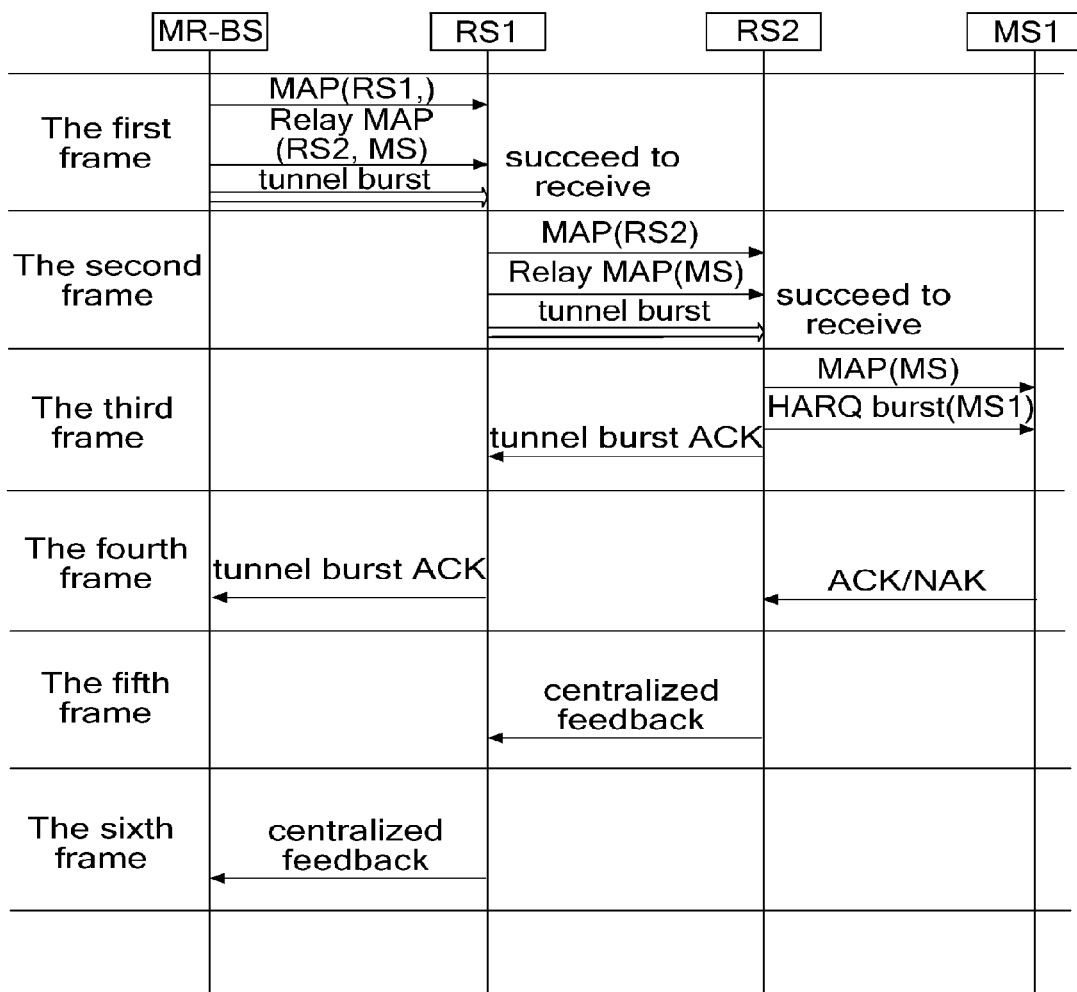 MR-BS
RS1
RS2
MS1
The first
frame
MAP(RS1,)
Relay MAP
(RS2, MS)
tunnel burst
succeed to
receive
The second
frame
MAP(RS2)
Relay MAP(MS)
tunnel burst
succeed to
receive
The third
frame
MAP(MS)
HARQ burst(MS1)
tunnel burst ACK
The fourth
frame
tunnel burst ACK
ACK/NAK
The fifth
frame
centralized
feedback
The sixth
frame
centralized
feedback